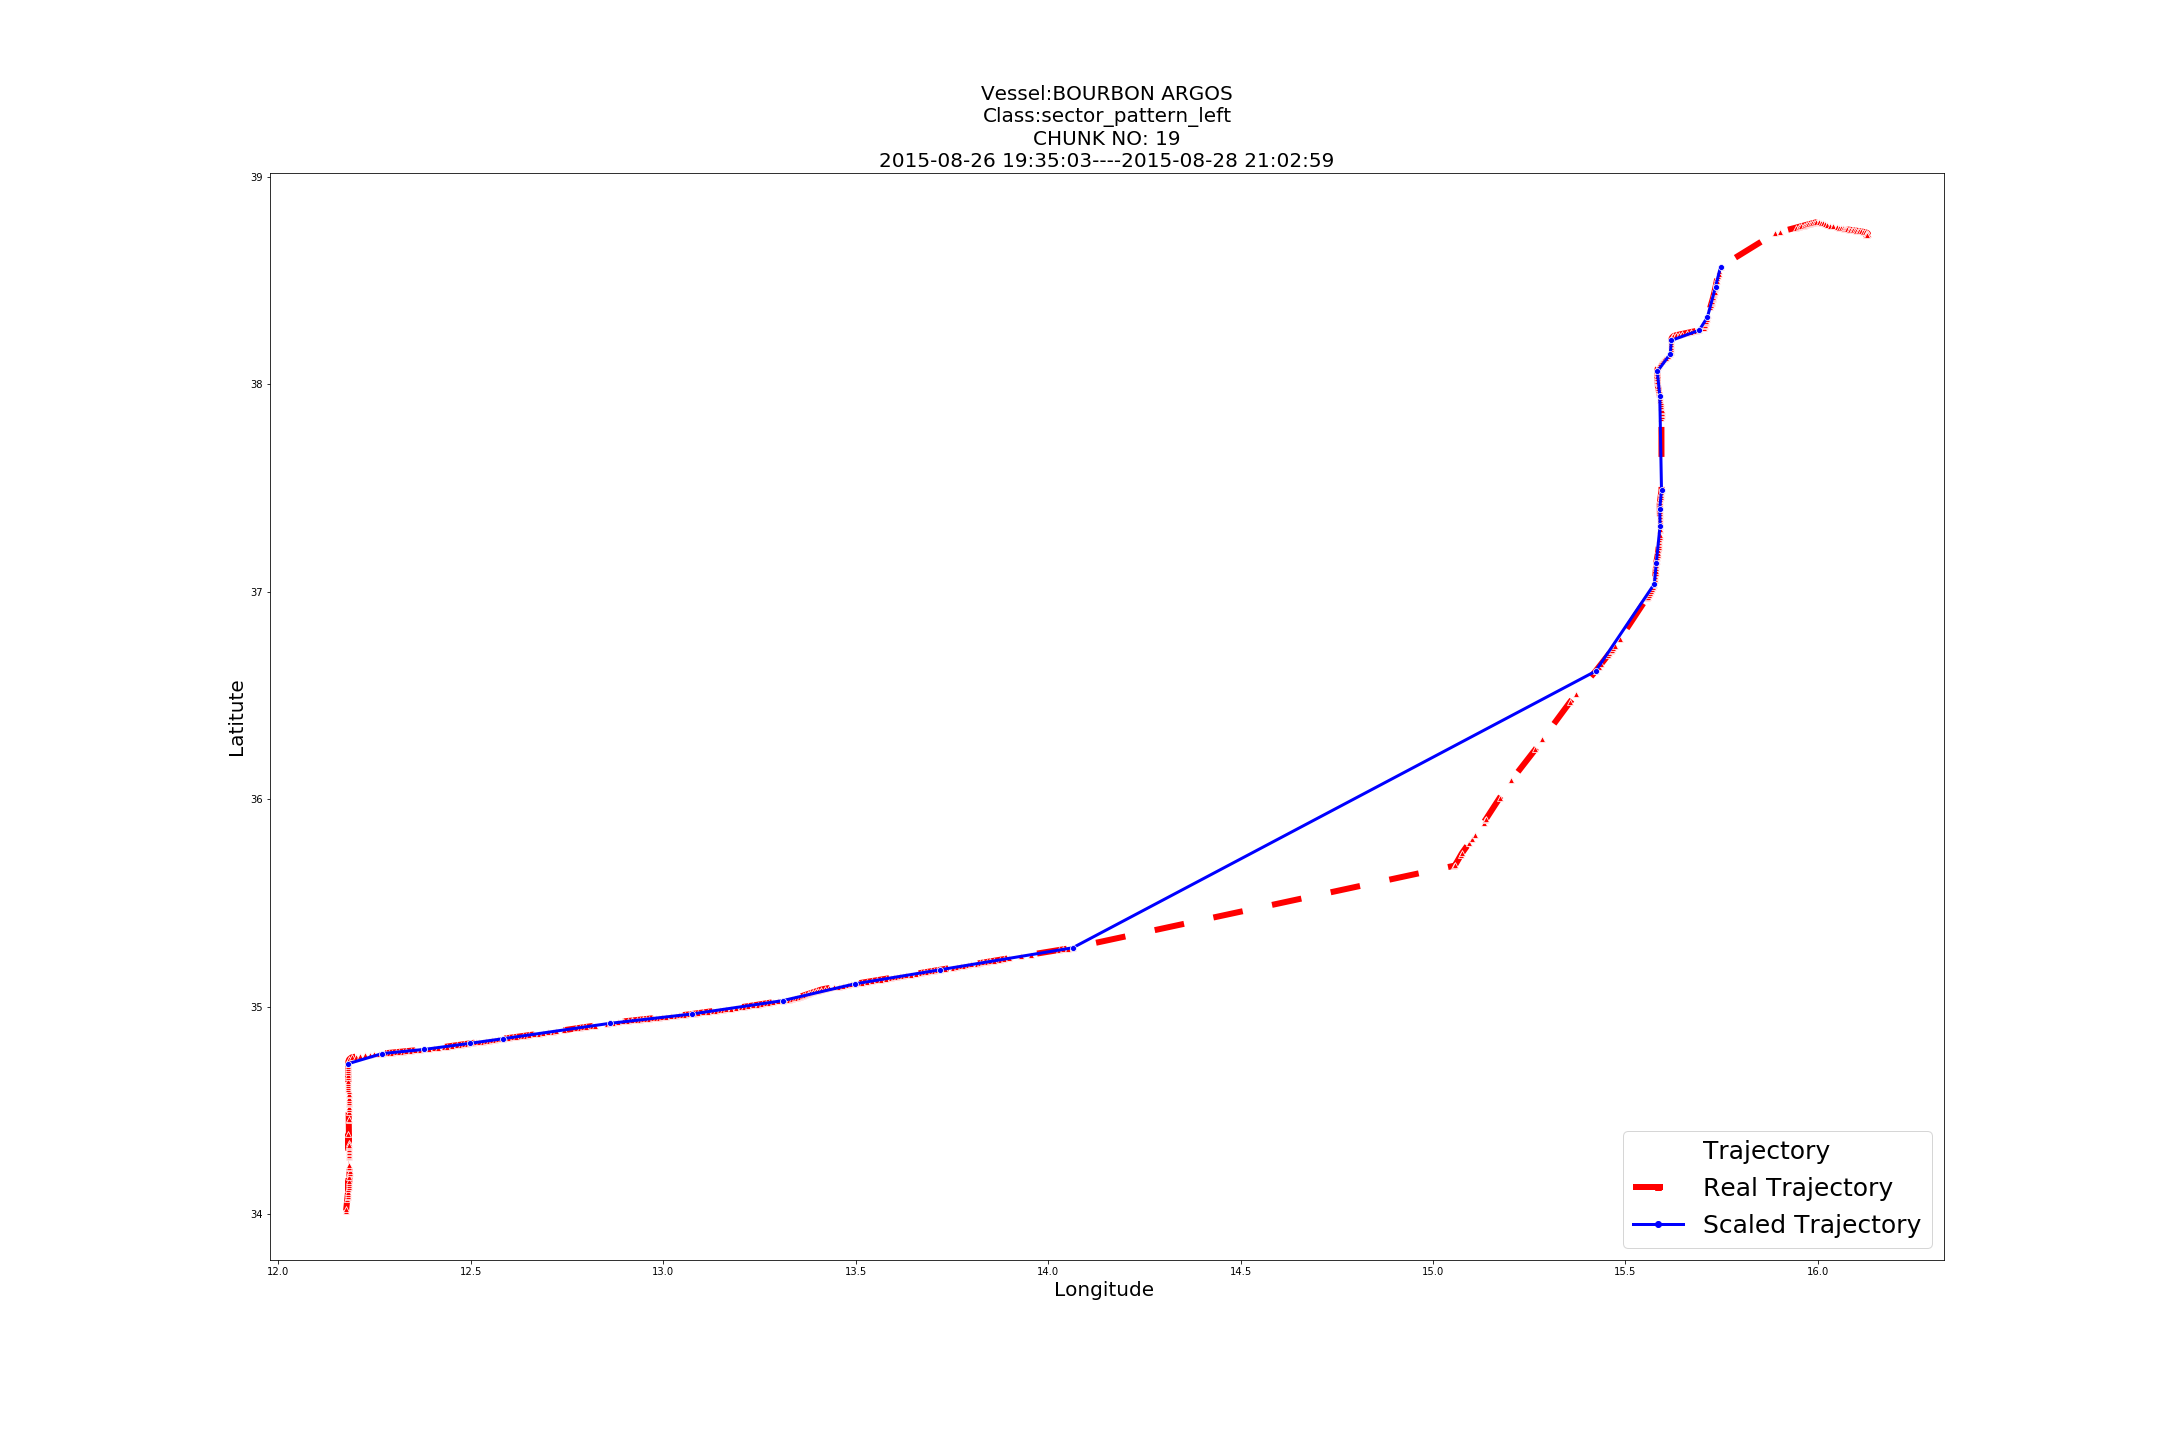 Vessel:BOURBON ARGOS
Class:sector_pattern_left
CHUNK NO: 19
2015-08-26 19:35:03----2015-08-28 21:02:59
39
38
37
36
35
34
Latitute
12.0 12.5 13.0 13.5 14.0 14.5 15.0 15.5 16.0
Longitude
Trajectory
Real Trajectory
Scaled Trajectory